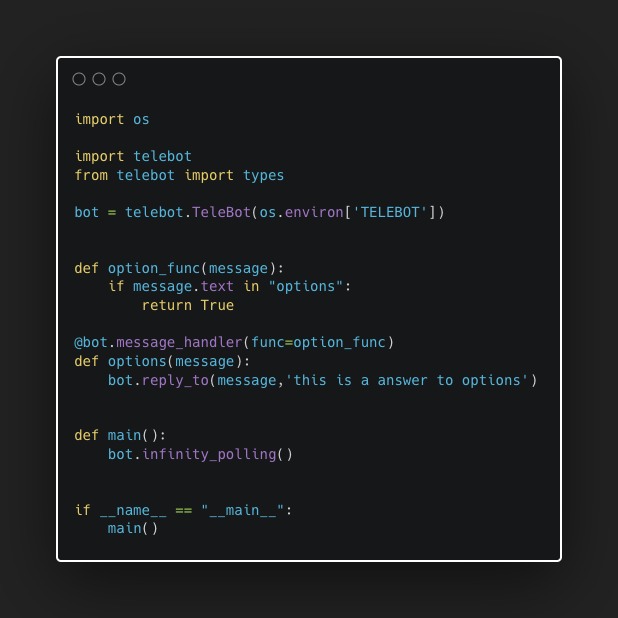 import os
import telebot
from telebot import types
bot = telebot.TeleBot(os.environ['TELEBOT'])
def option_func(message):
    if message.text in "options":
        return True
@bot.message_handler(func=option_func)
def options(message):
    bot.reply_to(message,'this is a answer to options')
def main():
    bot.infinity_polling()
if __name__ == "__main__":
    main()